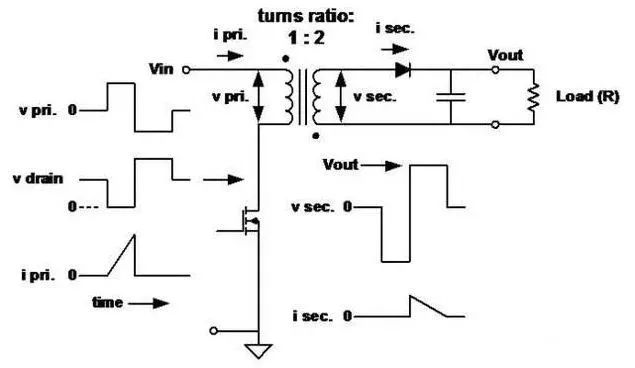 turns ratio:
1 : 2
i pri.
i sec.
Vin
Vout
v pri. 0
v pri.
v sec.
Load (R)
v drain
0
Vout
v sec. 0
i pri. 0
time
i sec. 0